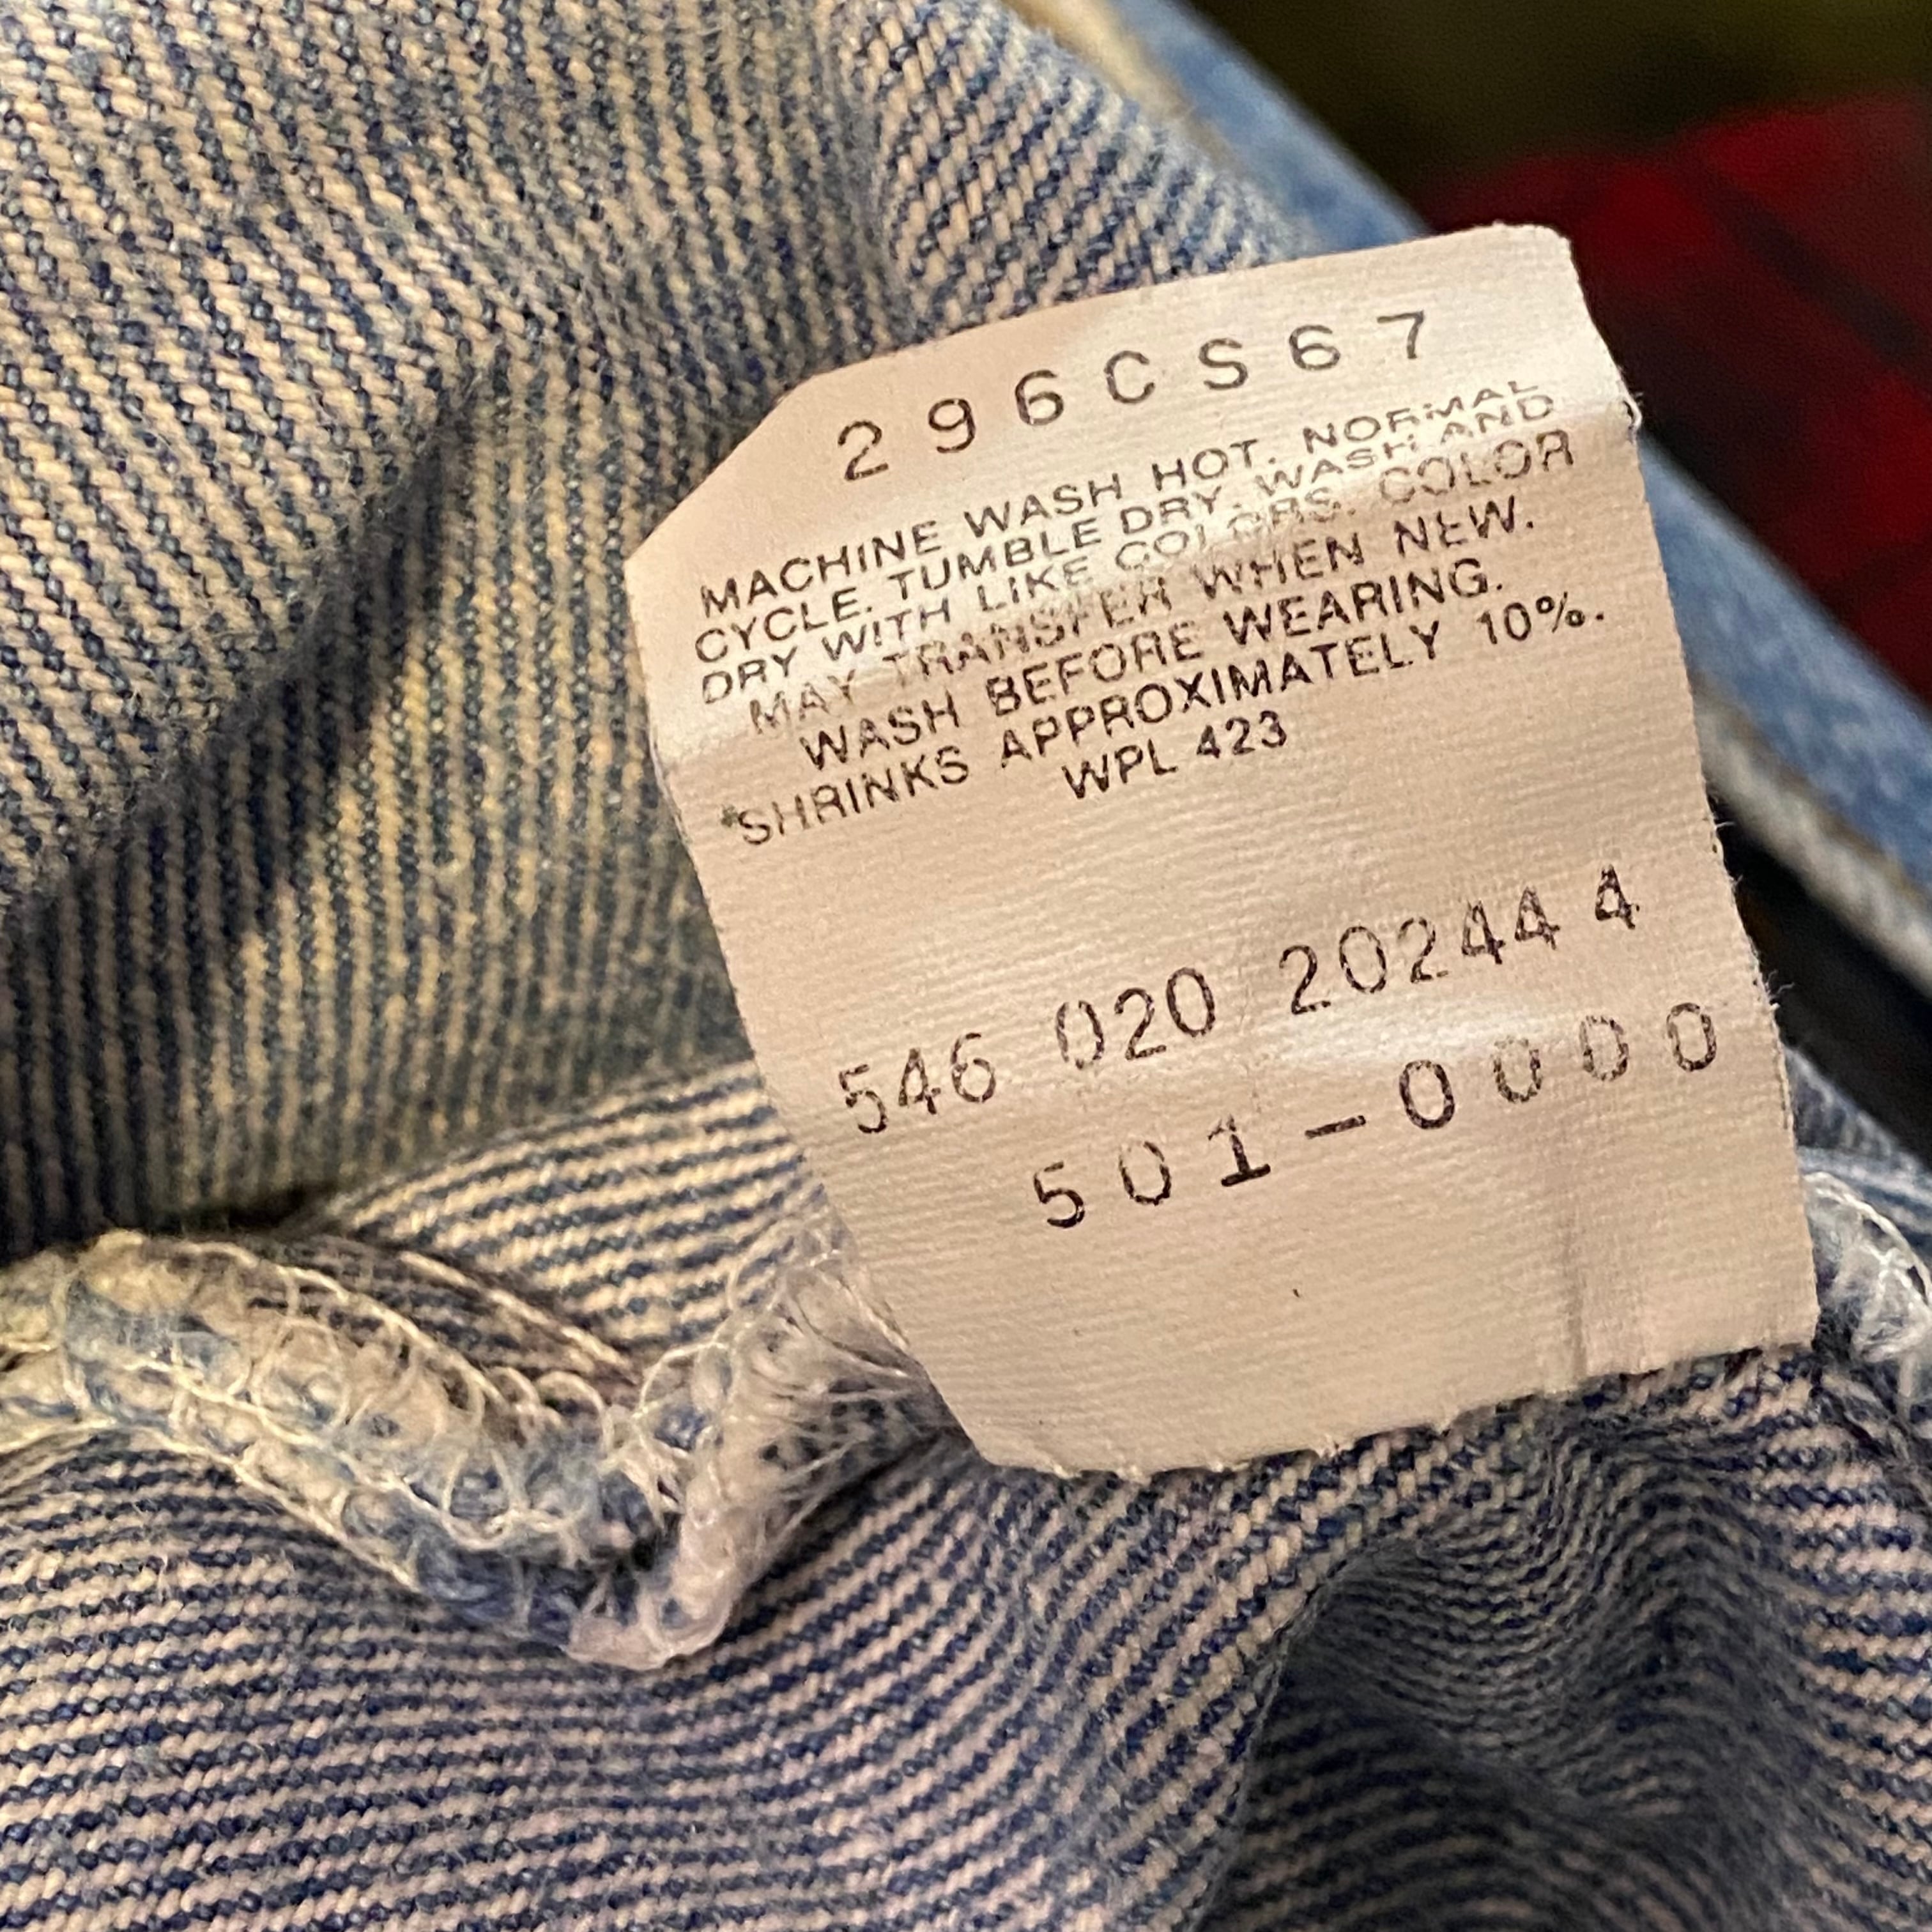 296CS67
MACHINE WASH HOT. NORMAL
CYCLE. TUMBLE DRY. WASH AND
DRY WITH LIKE COLORS. COLOR
MAY TRANSFER WHEN NEW.
WASH BEFORE WEARING.
*SHRINKS APPROXIMATELY 10%.
WPL 423
546 020 20244 4
501-0000